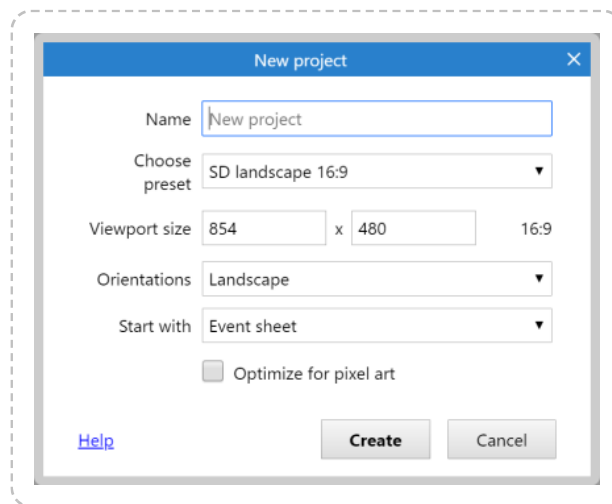 New project
Name New project
Choose preset SD landscape 16:9
Viewport size 854 x 480 16:9
Orientations Landscape
Start with Event sheet
Optimize for pixel art
Help Create Cancel